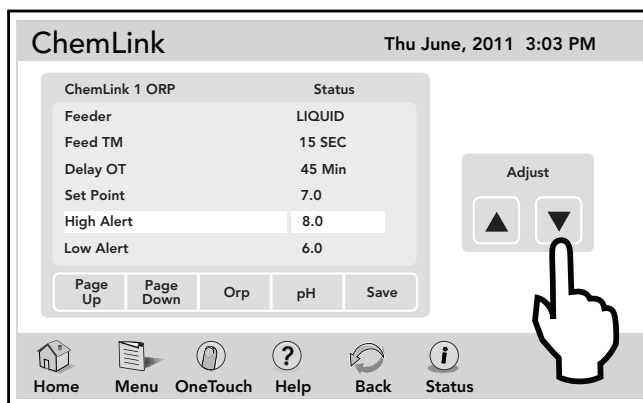 ChemLink
Thu June, 2011 3:03 PM
ChemLink 1 ORP Status
Feeder LIQUID
Feed TM 15 SEC
Delay OT 45 Min
Set Point 7.0
High Alert 8.0
Low Alert 6.0
Page Up
Page Down
Orp
pH
Save
Adjust
Home
Menu
OneTouch
Help
Back
Status